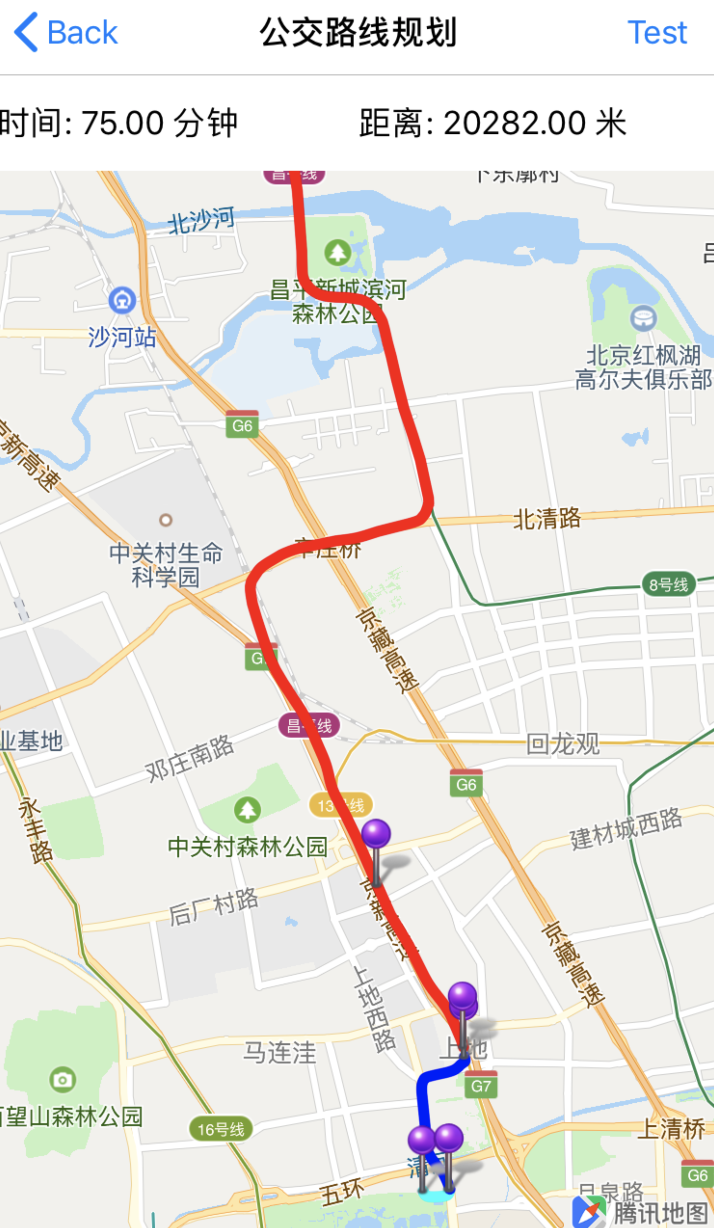 Back
公交路线规划
Test
时间: 75.00 分钟
距离: 20282.00 米
北沙河
昌平新城滨河
森林公园
沙河站
北京红枫湖
高尔夫俱乐部
G6
京新高速
北清路
中关村生命
科学园
8号线
京藏高速
昌平线
业基地
邓庄南路
回龙观
13号线
G6
永丰路
中关村森林公园
建材城西路
后厂村路
京新高速
京藏高速
上地西路
马连洼
上地
G7
百望山森林公园
16号线
上清桥
G6
五环
腾讯地图